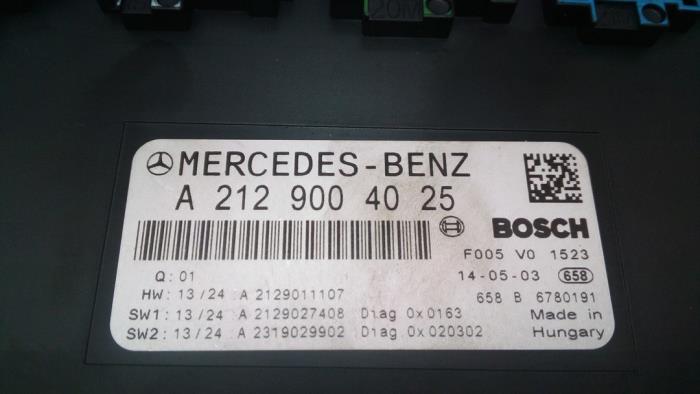 20M
MERCEDES-BENZ
A 212 900 40 25
BOSCH
F005 V0 1523
Q: 01
14-05-03 658
HW: 13/24 A 2129011107
658 B 6780191
SW1: 13/24 A 2129027408 Diag 0x0163
Made in
SW2: 13/24 A 2319029902 Diag 0x020302
Hungary